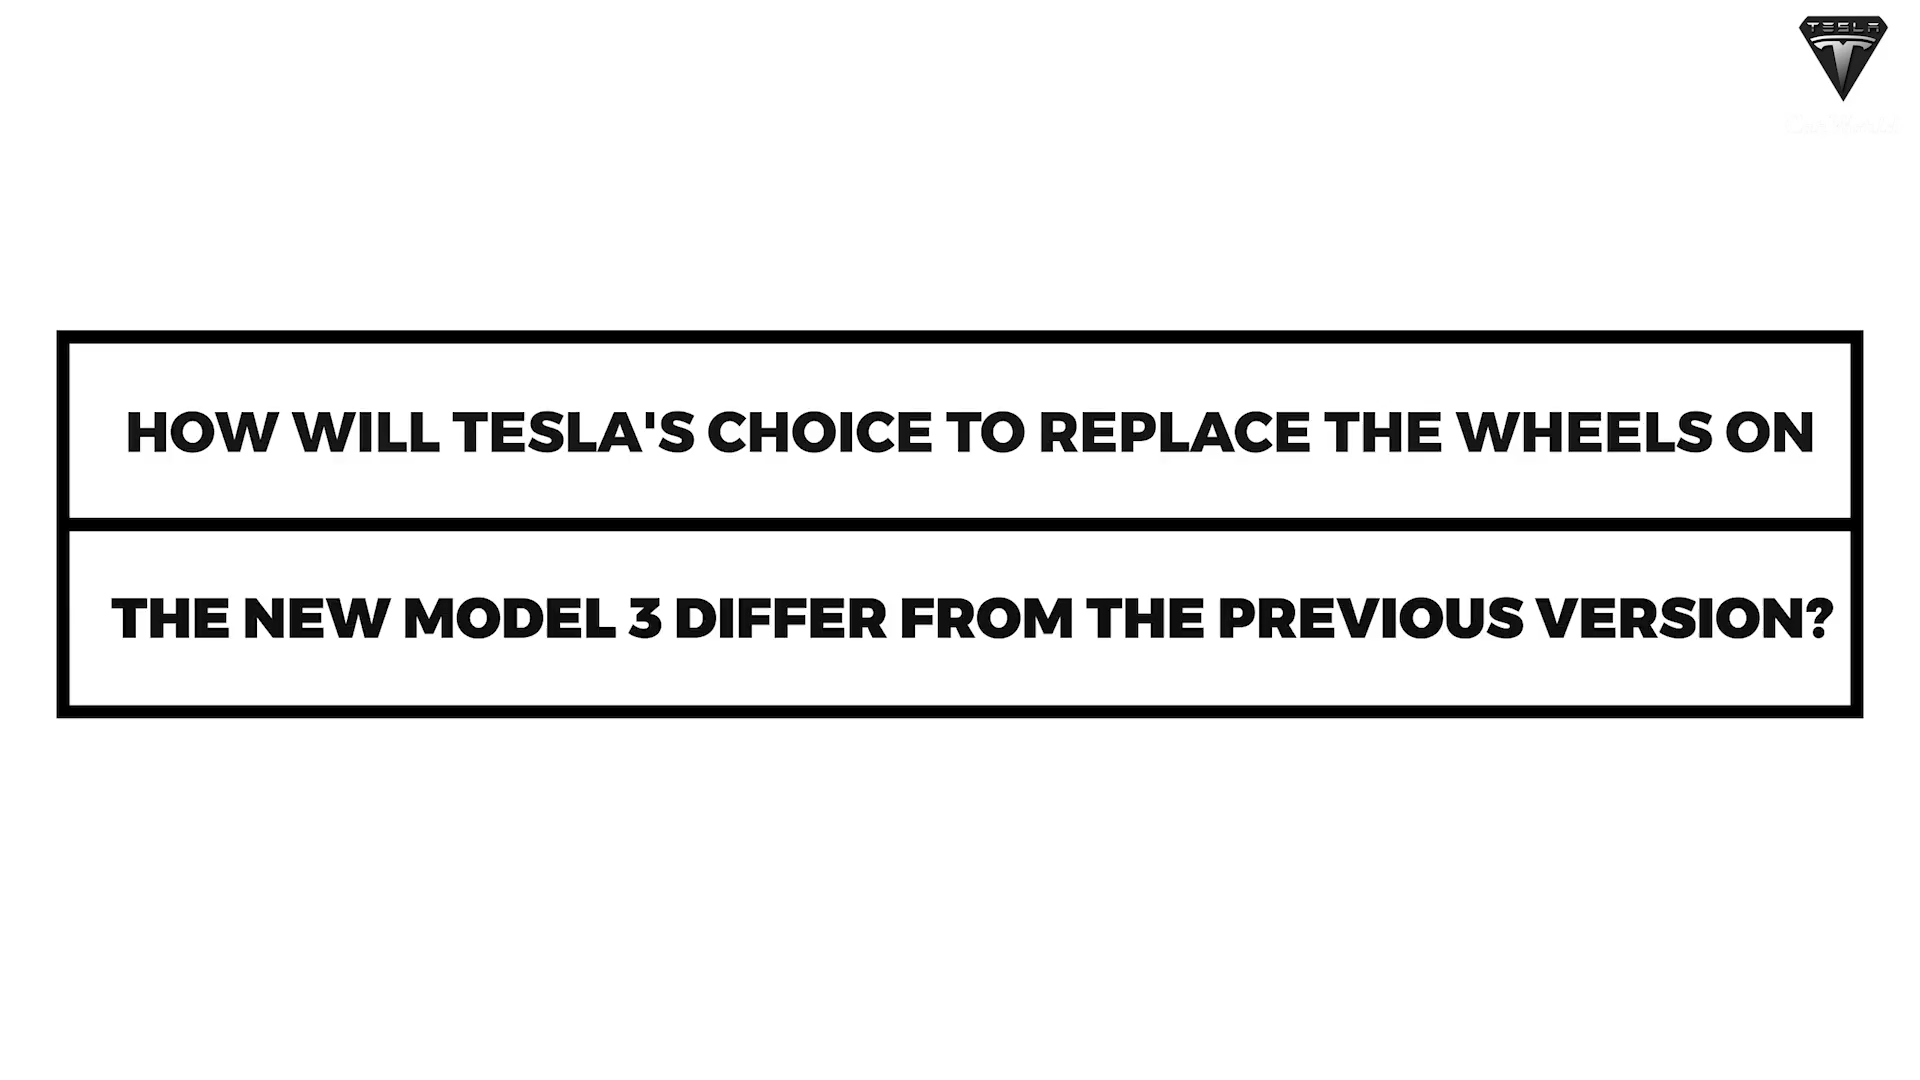 TESLA
HOW WILL TESLA'S CHOICE TO REPLACE THE WHEELS ON
THE NEW MODEL 3 DIFFER FROM THE PREVIOUS VERSION?